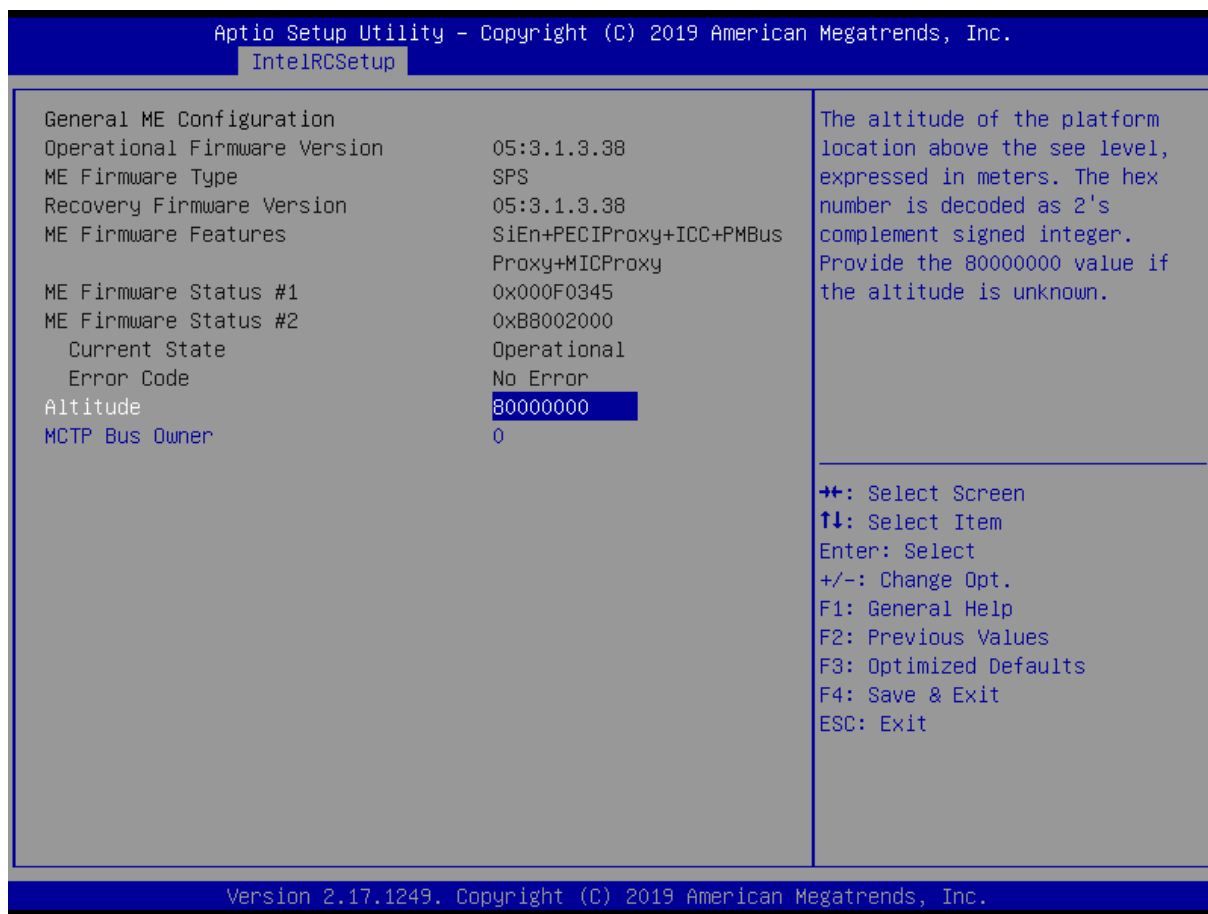 Aptio Setup Utility – Copyright (C) 2019 American Megatrends, Inc.
IntelRCSetup
General ME Configuration
Operational Firmware Version 05:3.1.3.38
ME Firmware Type SPS
Recovery Firmware Version 05:3.1.3.38
ME Firmware Features SiEn+PECIProxy+ICC+PMBus
Proxy+MICProxy
ME Firmware Status #1 0x000F0345
ME Firmware Status #2 0xB8002000
Current State Operational
Error Code No Error
Altitude 80000000
MCTP Bus Owner 0
The altitude of the platform
location above the see level,
expressed in meters. The hex
number is decoded as 2's
complement signed integer.
Provide the 80000000 value if
the altitude is unknown.
→←: Select Screen
↑↓: Select Item
Enter: Select
+/-: Change Opt.
F1: General Help
F2: Previous Values
F3: Optimized Defaults
F4: Save & Exit
ESC: Exit
Version 2.17.1249. Copyright (C) 2019 American Megatrends, Inc.